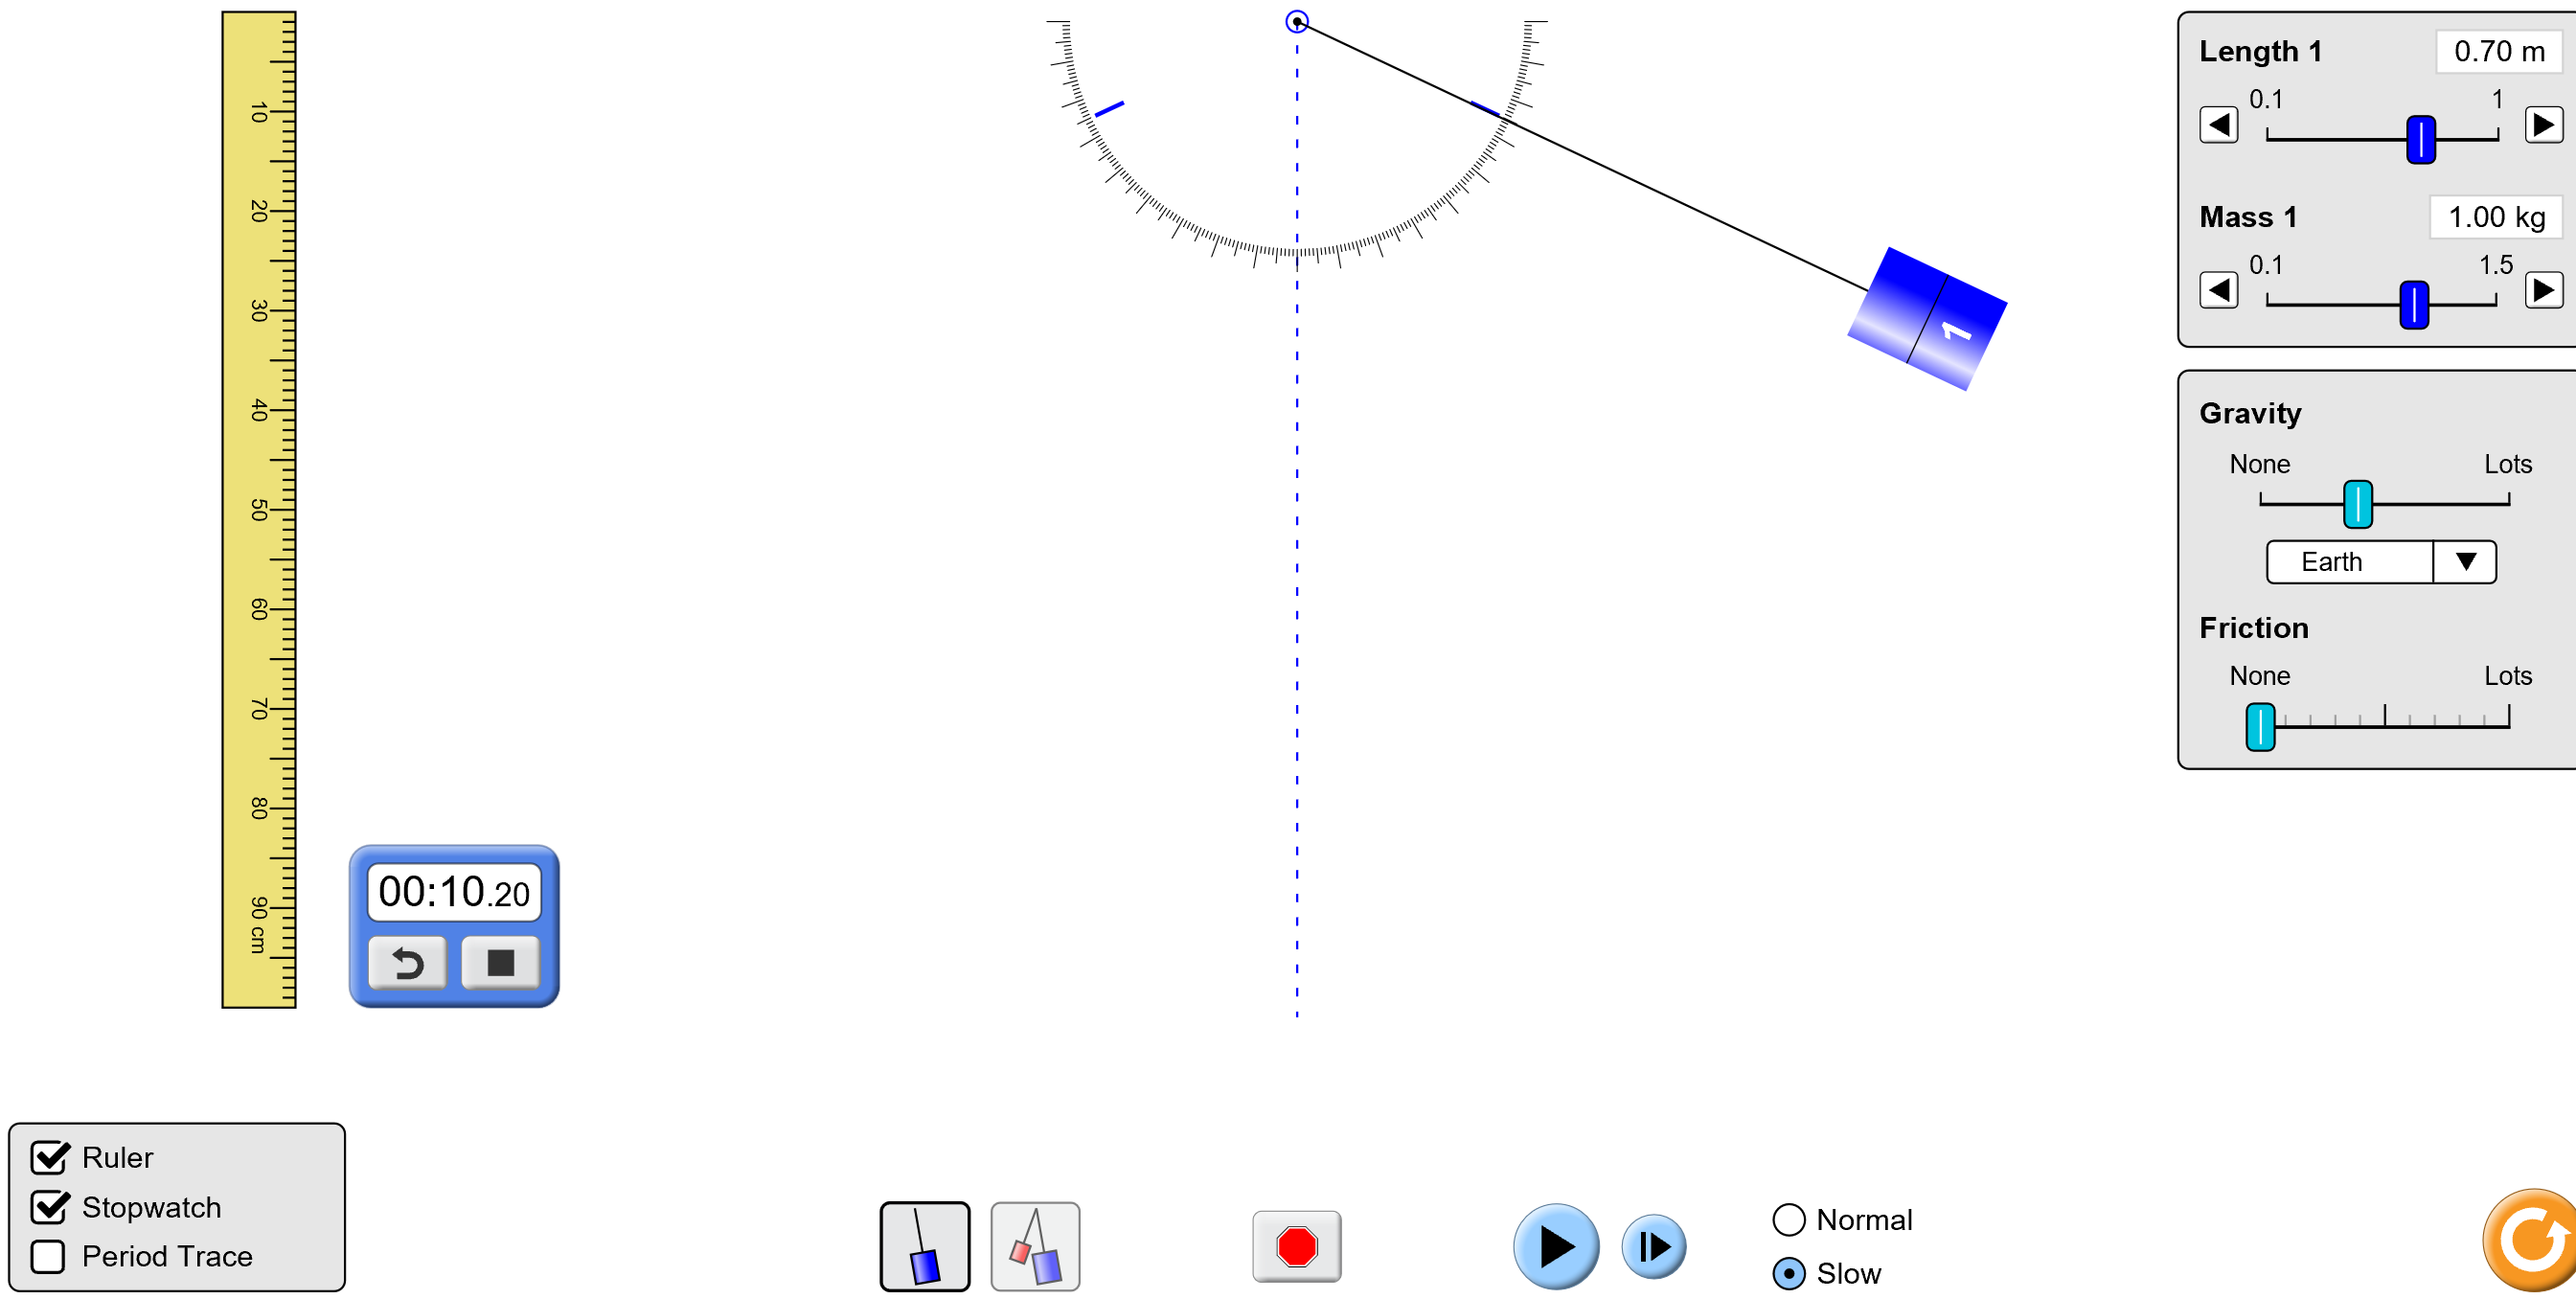 10
20
30
40
50
60
70
80
90 cm
00:10.20
1
Length 1
0.70 m
0.1
1
Mass 1
1.00 kg
0.1
1.5
Gravity
None
Lots
Earth
Friction
None
Lots
Ruler
Stopwatch
Period Trace
Normal
Slow